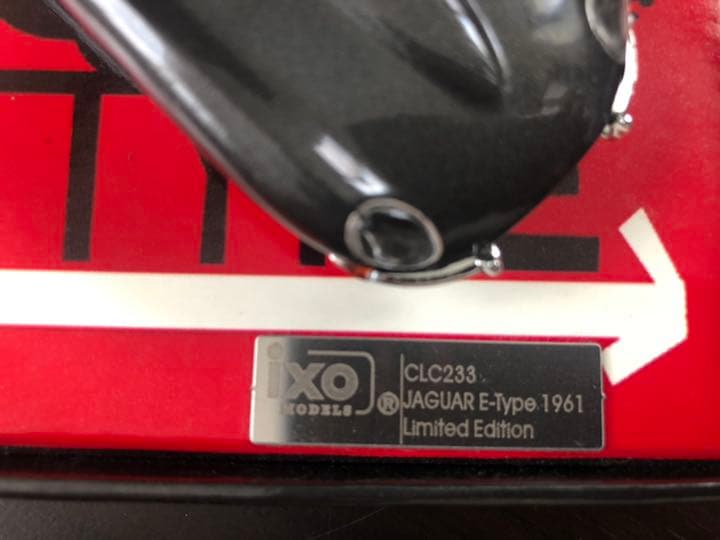 ixo
MODELS ®
CLC233
JAGUAR E-Type 1961
Limited Edition